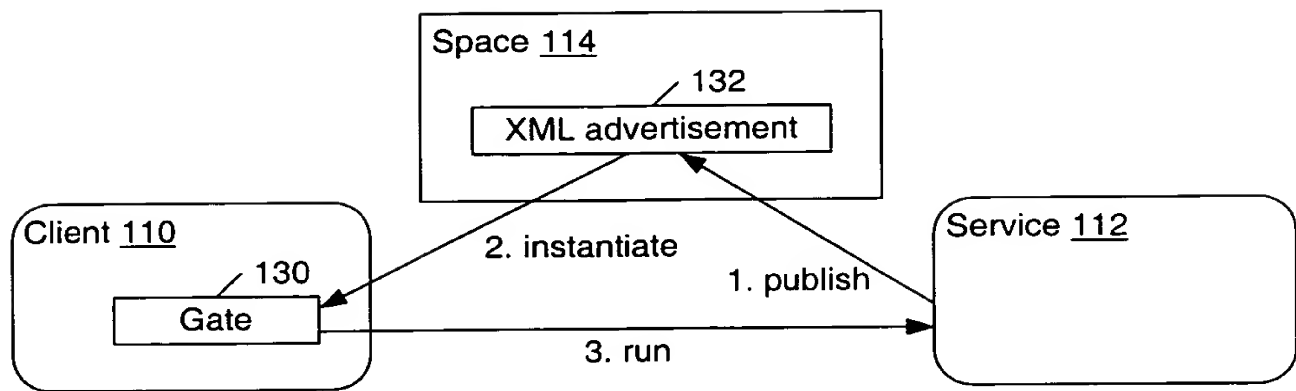 Space 114
132
XML advertisement
Client 110
2. instantiate
Service 112
130
1. publish
Gate
3. run